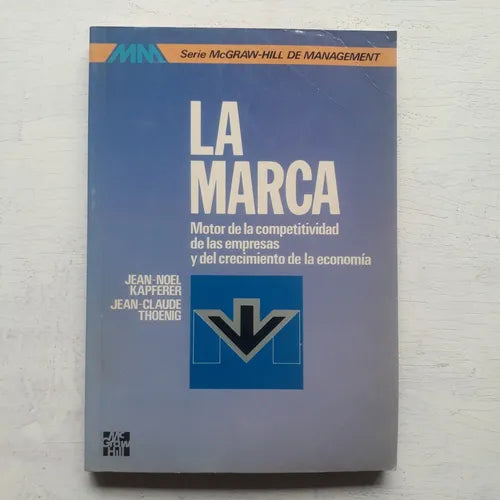 MM Serie McGRAW-HILL DE MANAGEMENT
LA
MARCA
Motor de la competitividad
de las empresas
y del crecimiento de la economía
JEAN-NOEL
KAPFERER
JEAN-CLAUDE
THOENIG
Mc
Graw
Hill